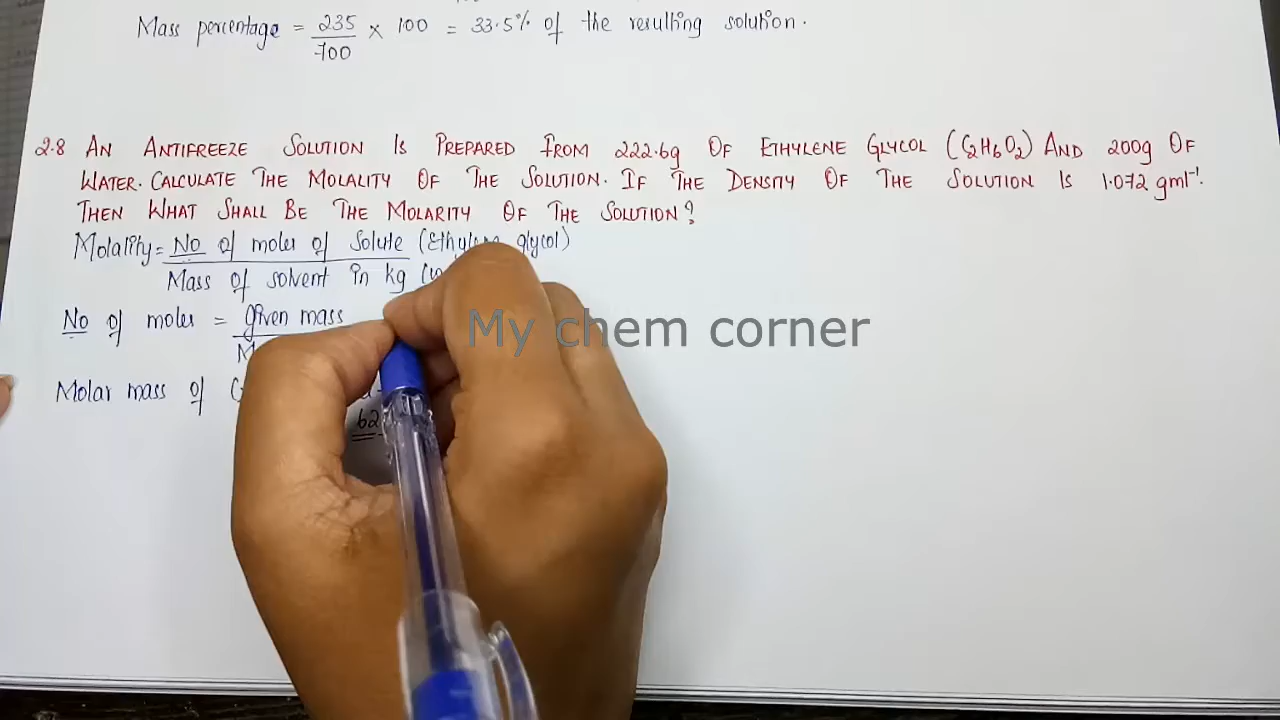 Mass percentage = 235/700 × 100 = 33.5% of the resulting solution.
2.8 AN ANTIFREEZE SOLUTION IS PREPARED FROM 222.6g OF ETHYLENE GLYCOL (C2H6O2) AND 200g OF
WATER. CALCULATE THE MOLALITY OF THE SOLUTION. IF THE DENSITY OF THE SOLUTION IS 1.072 gml⁻¹.
THEN WHAT SHALL BE THE MOLARITY OF THE SOLUTION?
Molality = No of moles of Solute (Ethylene glycol)
Mass of solvent in kg
No of moles = given mass
Molar mass of
62
My chem corner